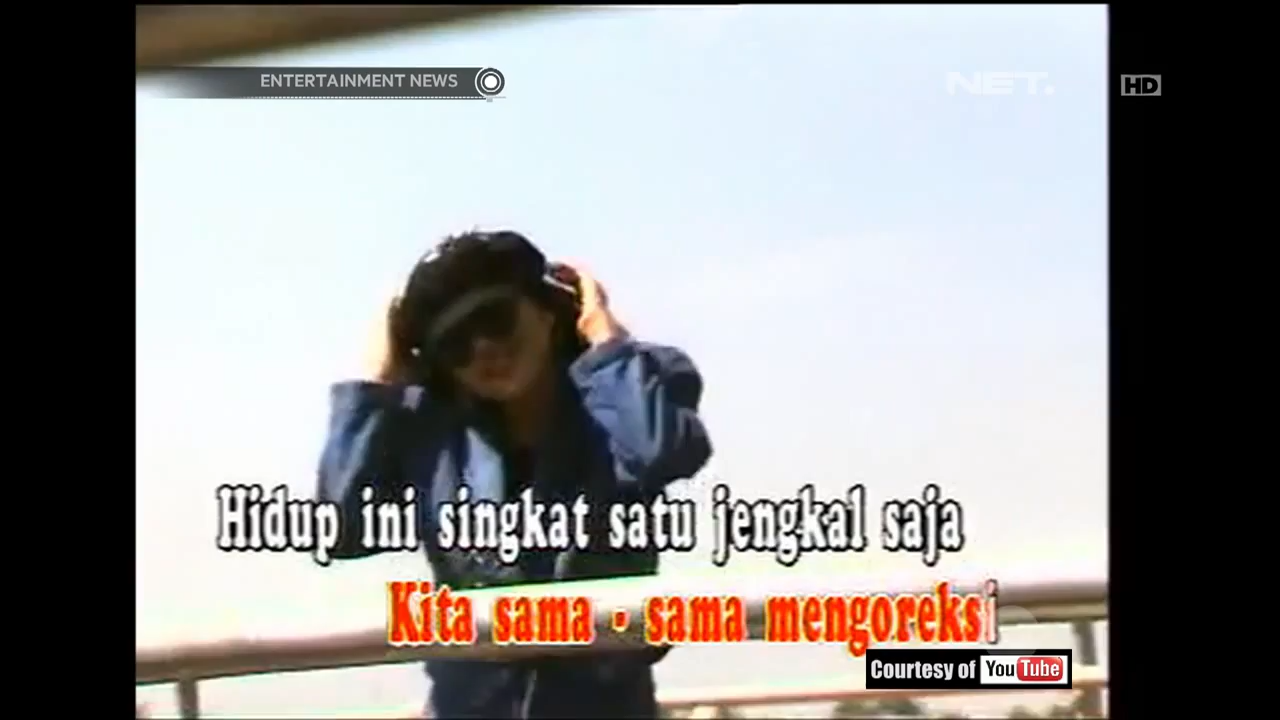 ENTERTAINMENT NEWS
NET.
HD
Hidup ini singkat satu jengkal saja
Kita sama - sama mengoreksi
Courtesy of YouTube